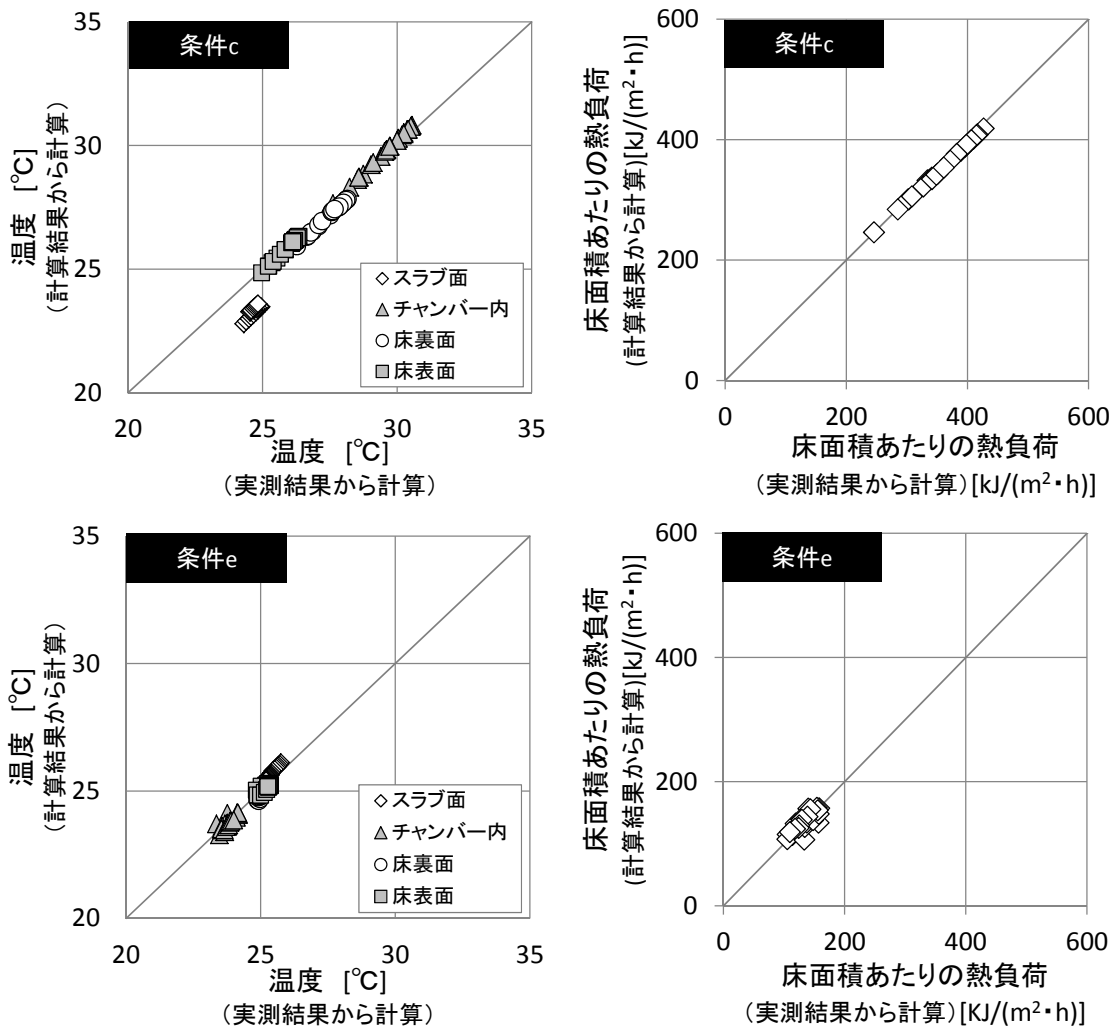 条件c
35
30
25
20
20
25
30
35
温度 [℃]
（計算結果から計算）
温度 [℃]
（実測結果から計算）
スラブ面
チャンバー内
床裏面
床表面
条件c
600
400
200
0
0
200
400
600
床面積あたりの熱負荷
(計算結果から計算)[kJ/(m²・h)]
床面積あたりの熱負荷
（実測結果から計算）[kJ/(m²・h)]
条件e
35
30
25
20
20
25
30
35
温度 [℃]
（計算結果から計算）
温度 [℃]
（実測結果から計算）
スラブ面
チャンバー内
床裏面
床表面
条件e
600
400
200
0
0
200
400
600
床面積あたりの熱負荷
(計算結果から計算)[kJ/(m²・h)]
床面積あたりの熱負荷
（実測結果から計算）[KJ/(m²・h)]